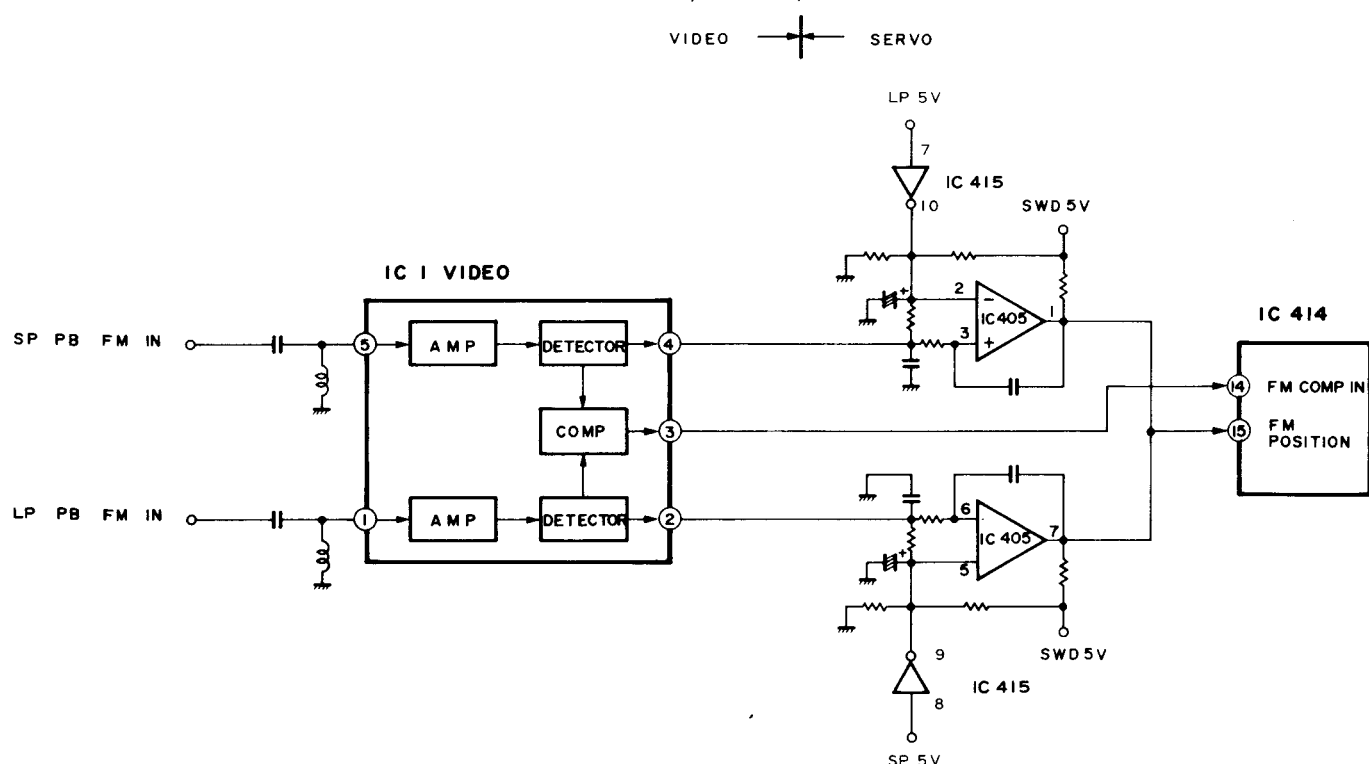 VIDEO SERVO
LP 5V
7
IC 415
10
SWD 5V
IC 1 VIDEO
2
−
IC 405
1
3
+
+
IC 414
SP PB FM IN
5
AMP
DETECTOR
4
14
FM COMP IN
COMP
3
15
FM
POSITION
LP PB FM IN
1
AMP
DETECTOR
2
6
IC 405
7
+
5
SWD 5V
9
IC 415
8
SP 5V